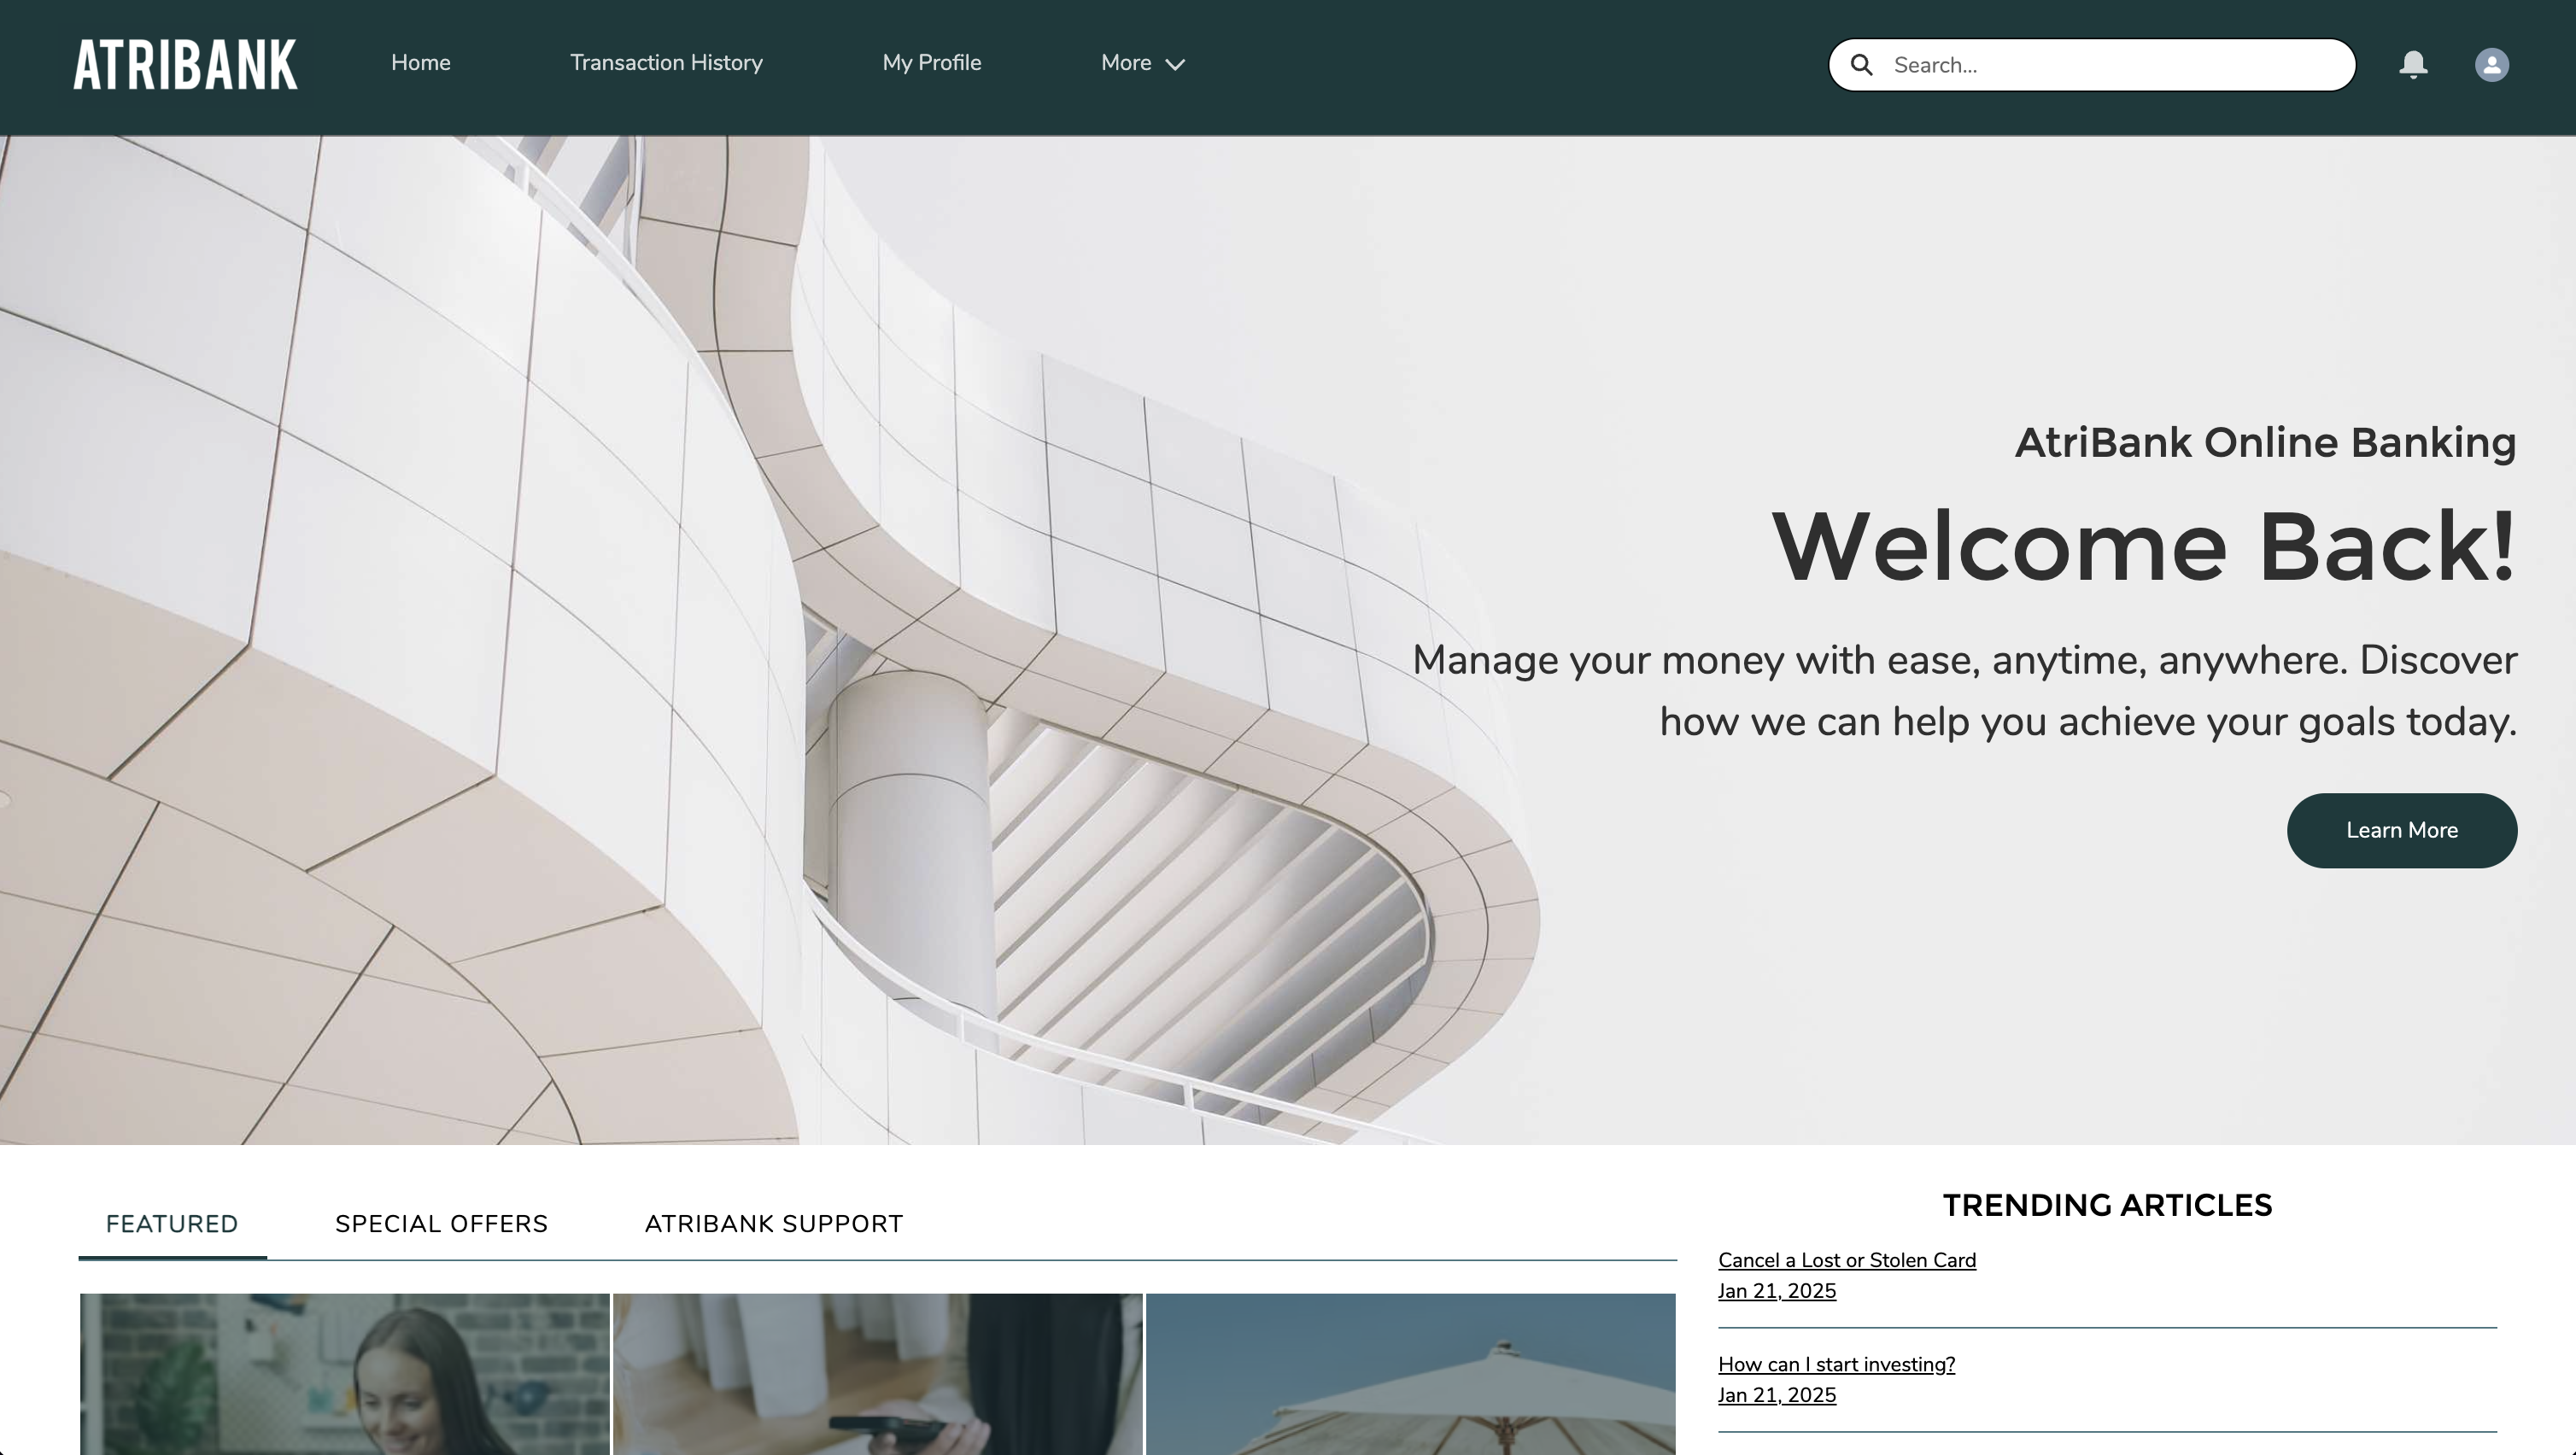 ATRIBANK
Home
Transaction History
My Profile
More
Search...
AtriBank Online Banking
Welcome Back!
Manage your money with ease, anytime, anywhere. Discover
how we can help you achieve your goals today.
Learn More
FEATURED
SPECIAL OFFERS
ATRIBANK SUPPORT
TRENDING ARTICLES
Cancel a Lost or Stolen Card
Jan 21, 2025
How can I start investing?
Jan 21, 2025